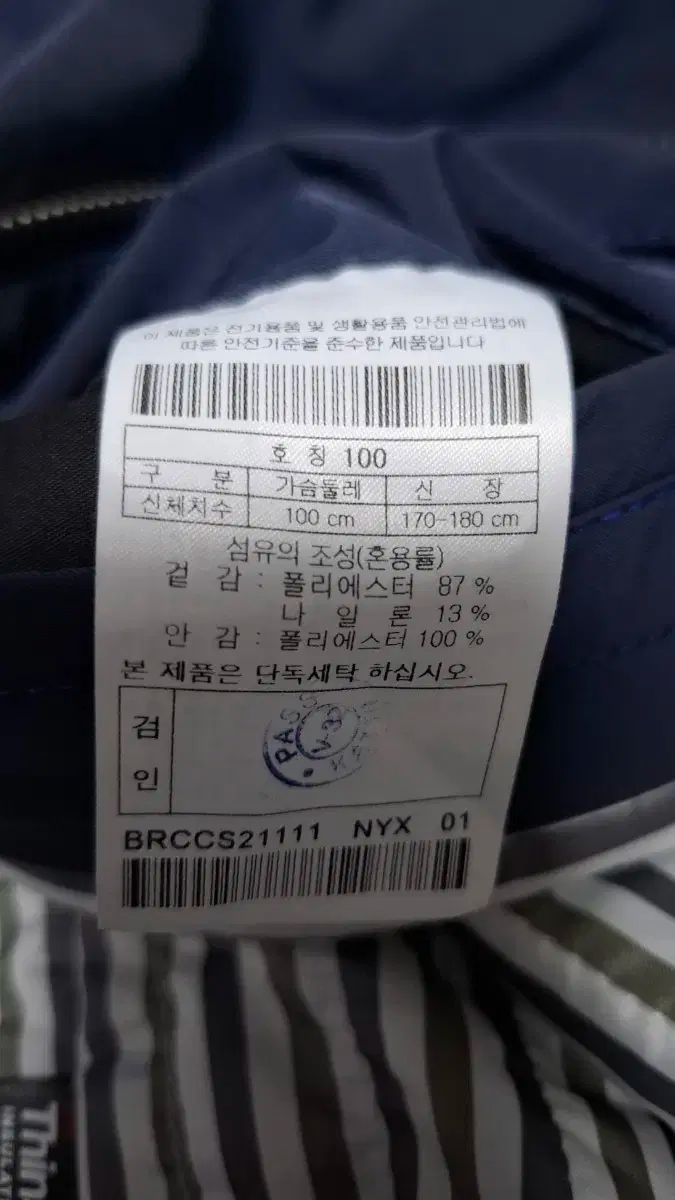 이 제품은 전기용품 및 생활용품 안전관리법에
따른 안전기준을 준수한 제품입니다
호 칭 100
구 분 가슴둘레 신 장
신체치수 100 cm 170-180 cm
섬유의 조성(혼용률)
겉 감 : 폴리에스터 87 %
나 일 론 13 %
안 감 : 폴리에스터 100 %
본 제품은 단독세탁 하십시오.
검
인
PASS
BRCCS21111 NYX 01